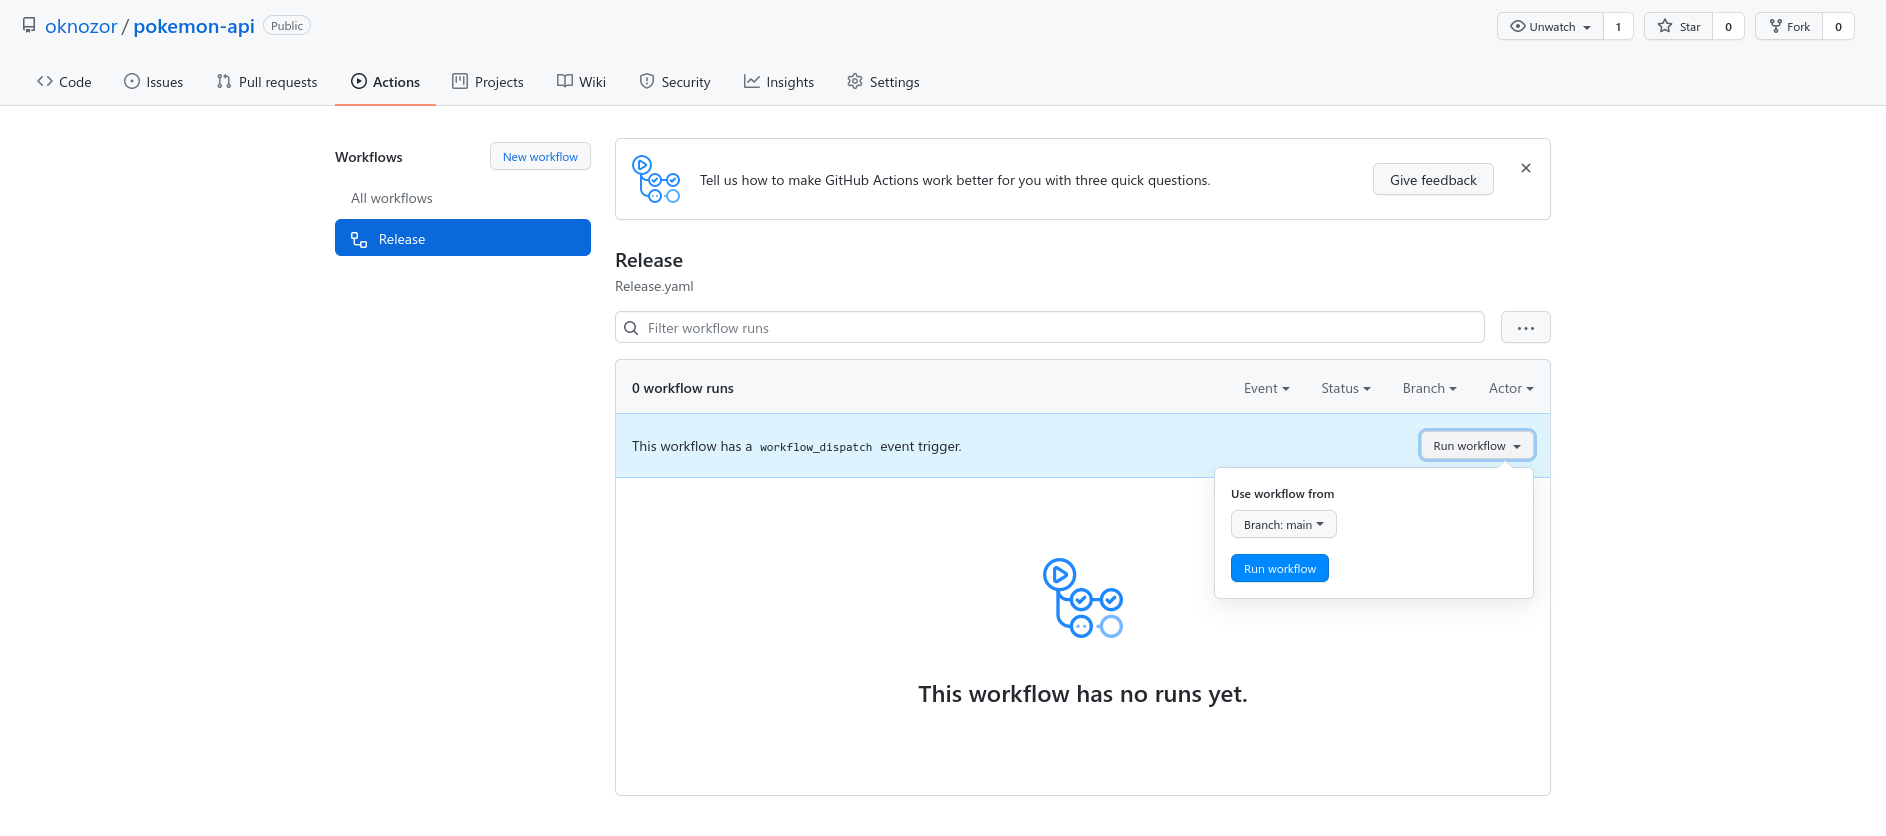 oknozor / pokemon-api Public
Unwatch 1 Star 0 Fork 0
Code Issues Pull requests Actions Projects Wiki Security Insights Settings
Workflows New workflow
All workflows
Release
Tell us how to make GitHub Actions work better for you with three quick questions. Give feedback
Release
Release.yaml
Filter workflow runs
0 workflow runs Event Status Branch Actor
This workflow has a workflow_dispatch event trigger. Run workflow
Use workflow from
Branch: main
Run workflow
This workflow has no runs yet.